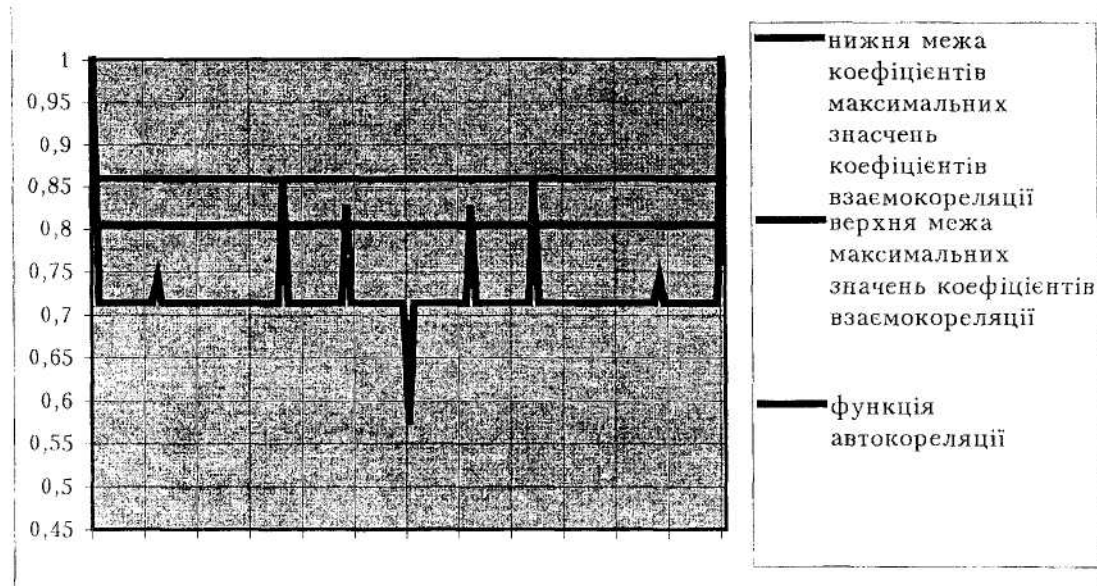 1
0,95
0,9
0,85
0,8
0,75
0,7
0,65
0,6
0,55
0,5
0,45
нижня межа
коефіцієнтів
максимальних
знасчень
коефіцієнтів
взаємокореляції
верхня межа
максимальних
значень коефіцієнтів
взаємокореляції
функція
автокореляції